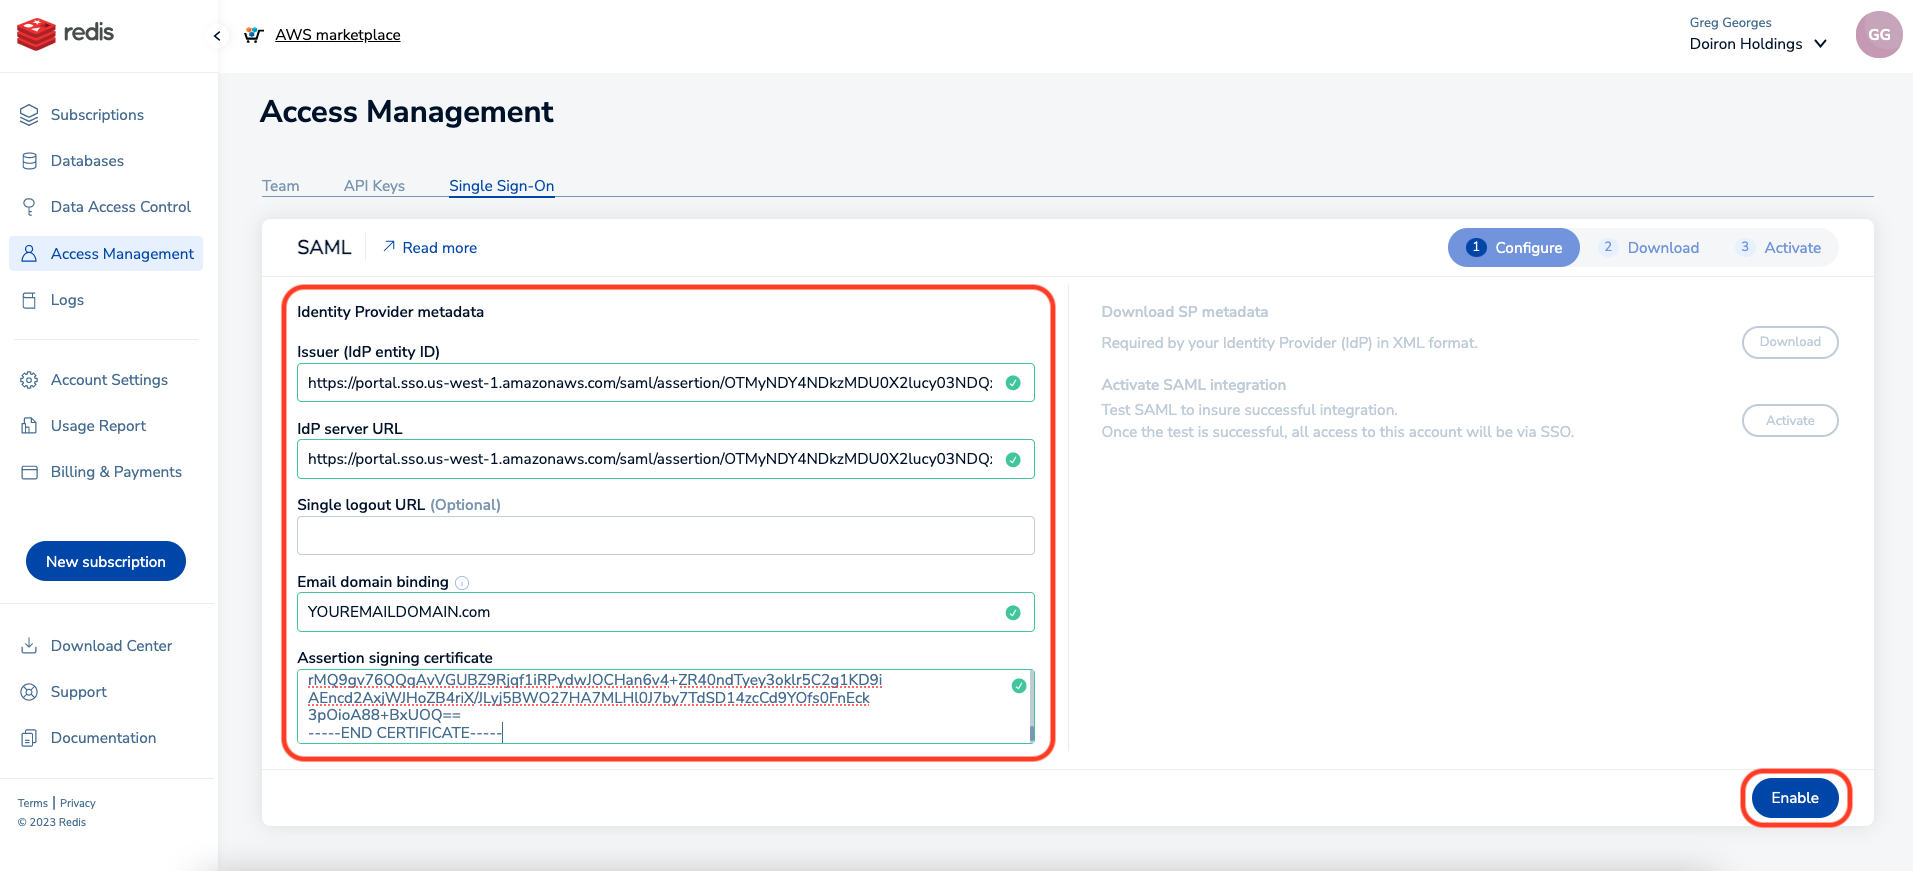 redis
AWS marketplace
Greg Georges
Doiron Holdings
GG
Subscriptions
Databases
Data Access Control
Access Management
Logs
Account Settings
Usage Report
Billing & Payments
New subscription
Download Center
Support
Documentation
Terms | Privacy
© 2023 Redis
Access Management
Team
API Keys
Single Sign-On
SAML
Read more
1 Configure
2 Download
3 Activate
Identity Provider metadata
Issuer (IdP entity ID)
https://portal.sso.us-west-1.amazonaws.com/saml/assertion/OTMyNDY4NDkzMDU0X2lucy03NDQ
IdP server URL
https://portal.sso.us-west-1.amazonaws.com/saml/assertion/OTMyNDY4NDkzMDU0X2lucy03NDQ
Single logout URL (Optional)
Email domain binding
YOUREMAILDOMAIN.com
Assertion signing certificate
rMQ9gv76QQqAvVGUBZ9Rjqf1iRPydwJOCHan6v4+ZR40ndTyey3oklr5C2g1KD9i
AEncd2AxjWJHoZB4riX/JLyj5BWO27HA7MLHl0J7by7TdSD14zcCd9YOfs0FnEck
3pOioA88+BxUOQ==
-----END CERTIFICATE-----
Download SP metadata
Required by your Identity Provider (IdP) in XML format.
Download
Activate SAML integration
Test SAML to insure successful integration.
Once the test is successful, all access to this account will be via SSO.
Activate
Enable